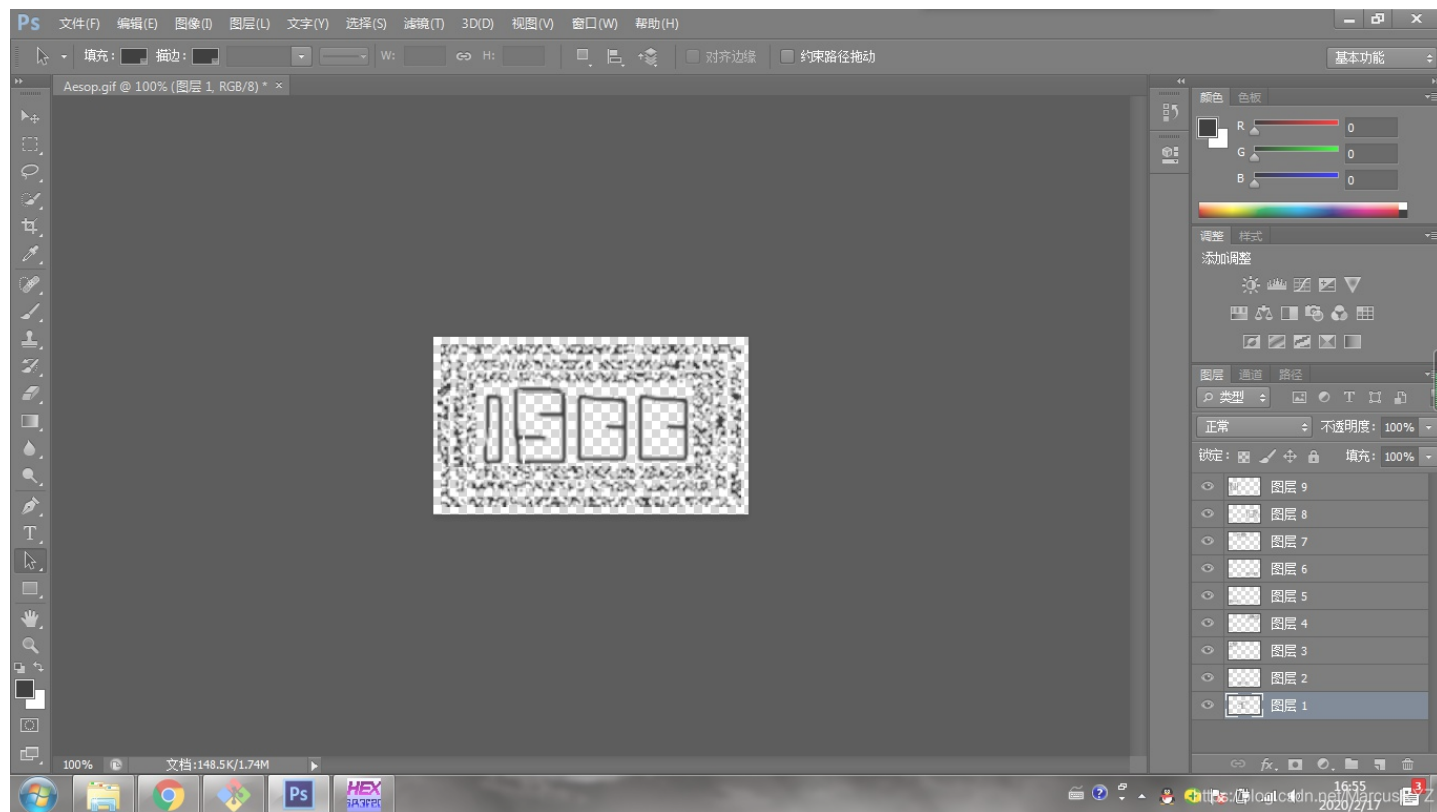 Ps 文件(F) 编辑(E) 图像(I) 图层(L) 文字(Y) 选择(S) 滤镜(T) 3D(D) 视图(V) 窗口(W) 帮助(H)
填充: 描边: W: H: 对齐边缘 约束路径拖动 基本功能
Aesop.gif @ 100% (图层 1, RGB/8) * ×
颜色 色板
R 0
G 0
B 0
调整 样式
添加调整
图层 通道 路径
类型
正常 不透明度: 100%
锁定: 填充: 100%
图层 9
图层 8
图层 7
图层 6
图层 5
图层 4
图层 3
图层 2
图层 1
100% 文档:148.5K/1.74M
Ps HEX
16:55
2020/2/17